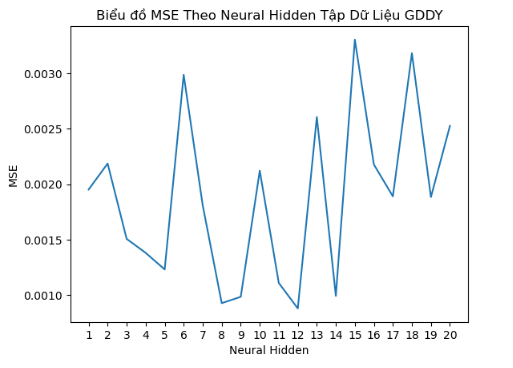 Biểu đồ MSE Theo Neural Hidden Tập Dữ Liệu GDDY
0.0030
0.0025
0.0020
0.0015
0.0010
MSE
1 2 3 4 5 6 7 8 9 10 11 12 13 14 15 16 17 18 19 20
Neural Hidden